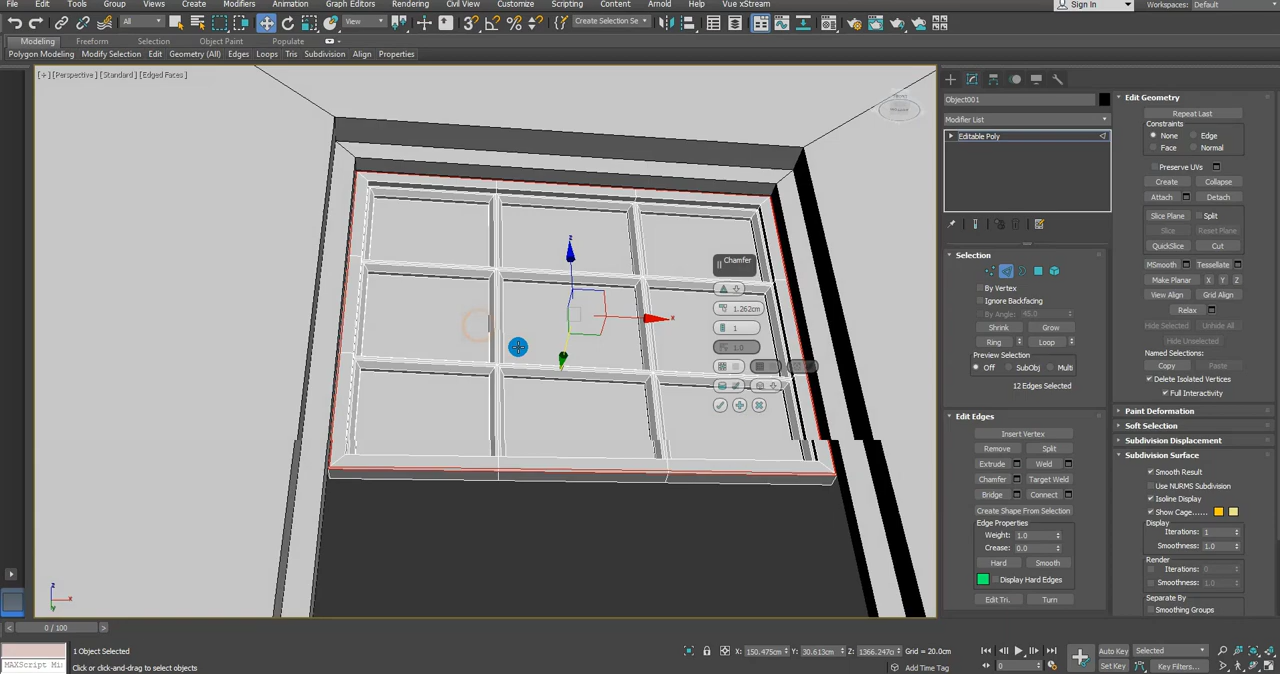 File Edit Tools Group Views Create Modifiers Animation Graph Editors Rendering Civil View Customize Scripting Content Arnold Help Vue xStream Sign In Workspaces: Default
All View Create Selection Se
Modeling Freeform Selection Object Paint Populate
Polygon Modeling Modify Selection Edit Geometry (All) Edges Loops Tris Subdivision Align Properties
[+] [Perspective] [Standard] [Edged Faces]
z
x
Chamfer
1.262cm
1
1.0
Object001
Modifier List
Editable Poly
Selection
By Vertex
Ignore Backfacing
By Angle: 45.0
Shrink Grow
Ring Loop
Preview Selection
Off SubObj Multi
12 Edges Selected
Edit Edges
Insert Vertex
Remove Split
Extrude Weld
Chamfer Target Weld
Bridge Connect
Create Shape From Selection
Edge Properties
Weight: 1.0
Crease: 0.0
Hard Smooth
Display Hard Edges
Edit Tri. Turn
Edit Geometry
Repeat Last
Constraints
None Edge
Face Normal
Preserve UVs
Create Collapse
Attach Detach
Slice Plane Split
Slice Reset Plane
QuickSlice Cut
MSmooth Tessellate
Make Planar X Y Z
View Align Grid Align
Relax
Hide Selected Unhide All
Hide Unselected
Named Selections:
Copy Paste
Delete Isolated Vertices
Full Interactivity
Paint Deformation
Soft Selection
Subdivision Displacement
Subdivision Surface
Smooth Result
Use NURMS Subdivision
Isoline Display
Show Cage......
Display
Iterations: 1
Smoothness: 1.0
Render
Iterations: 0
Smoothness: 1.0
Separate By
Smoothing Groups
z
x
y
0 / 100
1 Object Selected
MAXScript Mi
Click or click-and-drag to select objects
X: 150.475cm Y: 30.613cm Z: 1366.247c Grid = 20.0cm
Add Time Tag
0
Auto Key Selected
Set Key Key Filters...